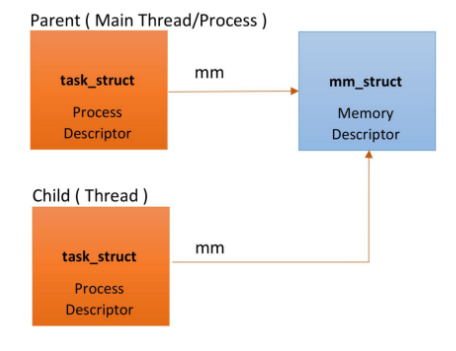 Parent ( Main Thread/Process )
task_struct
Process
Descriptor
mm
mm_struct
Memory
Descriptor
Child ( Thread )
task_struct
Process
Descriptor
mm